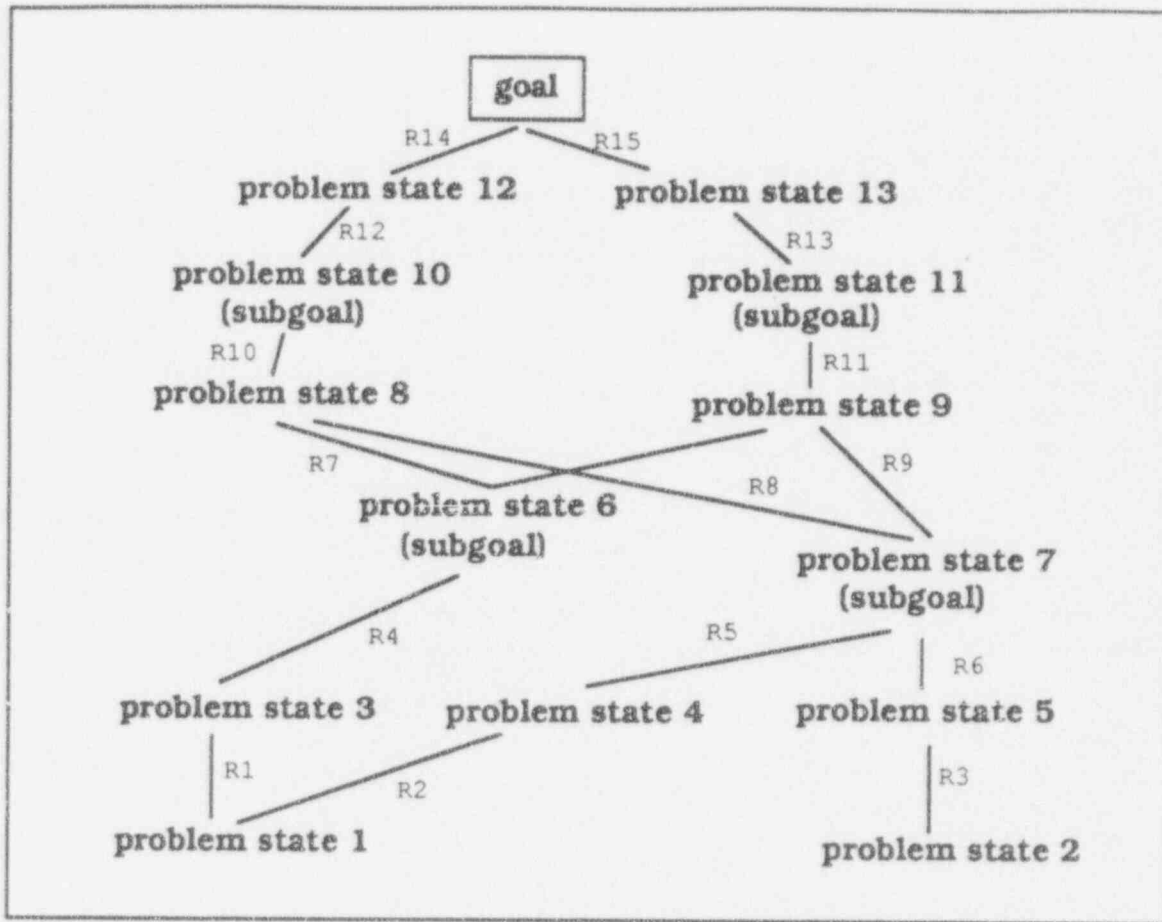 goal
R14
R15
problem state 12
problem state 13
R12
R13
problem state 10
(subgoal)
problem state 11
(subgoal)
R10
R11
problem state 8
problem state 9
R7
R8
R9
problem state 6
(subgoal)
problem state 7
(subgoal)
R4
R5
R6
problem state 3
problem state 4
problem state 5
R1
R2
R3
problem state 1
problem state 2